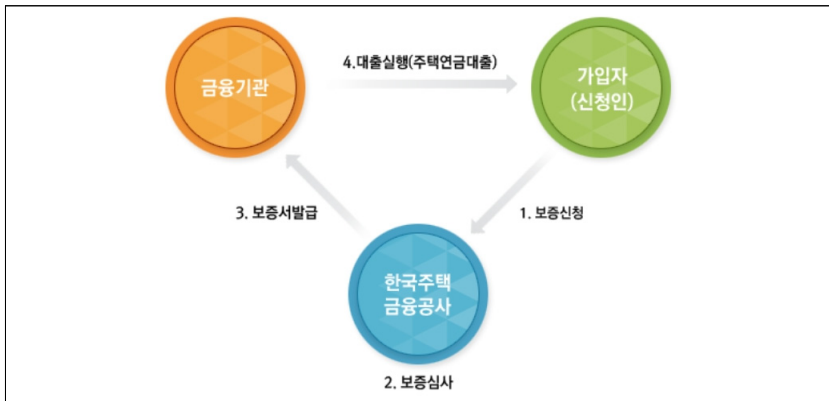 금융기관
4.대출실행(주택연금대출)
가입자
(신청인)
3. 보증서발급
1. 보증신청
한국주택
금융공사
2. 보증심사